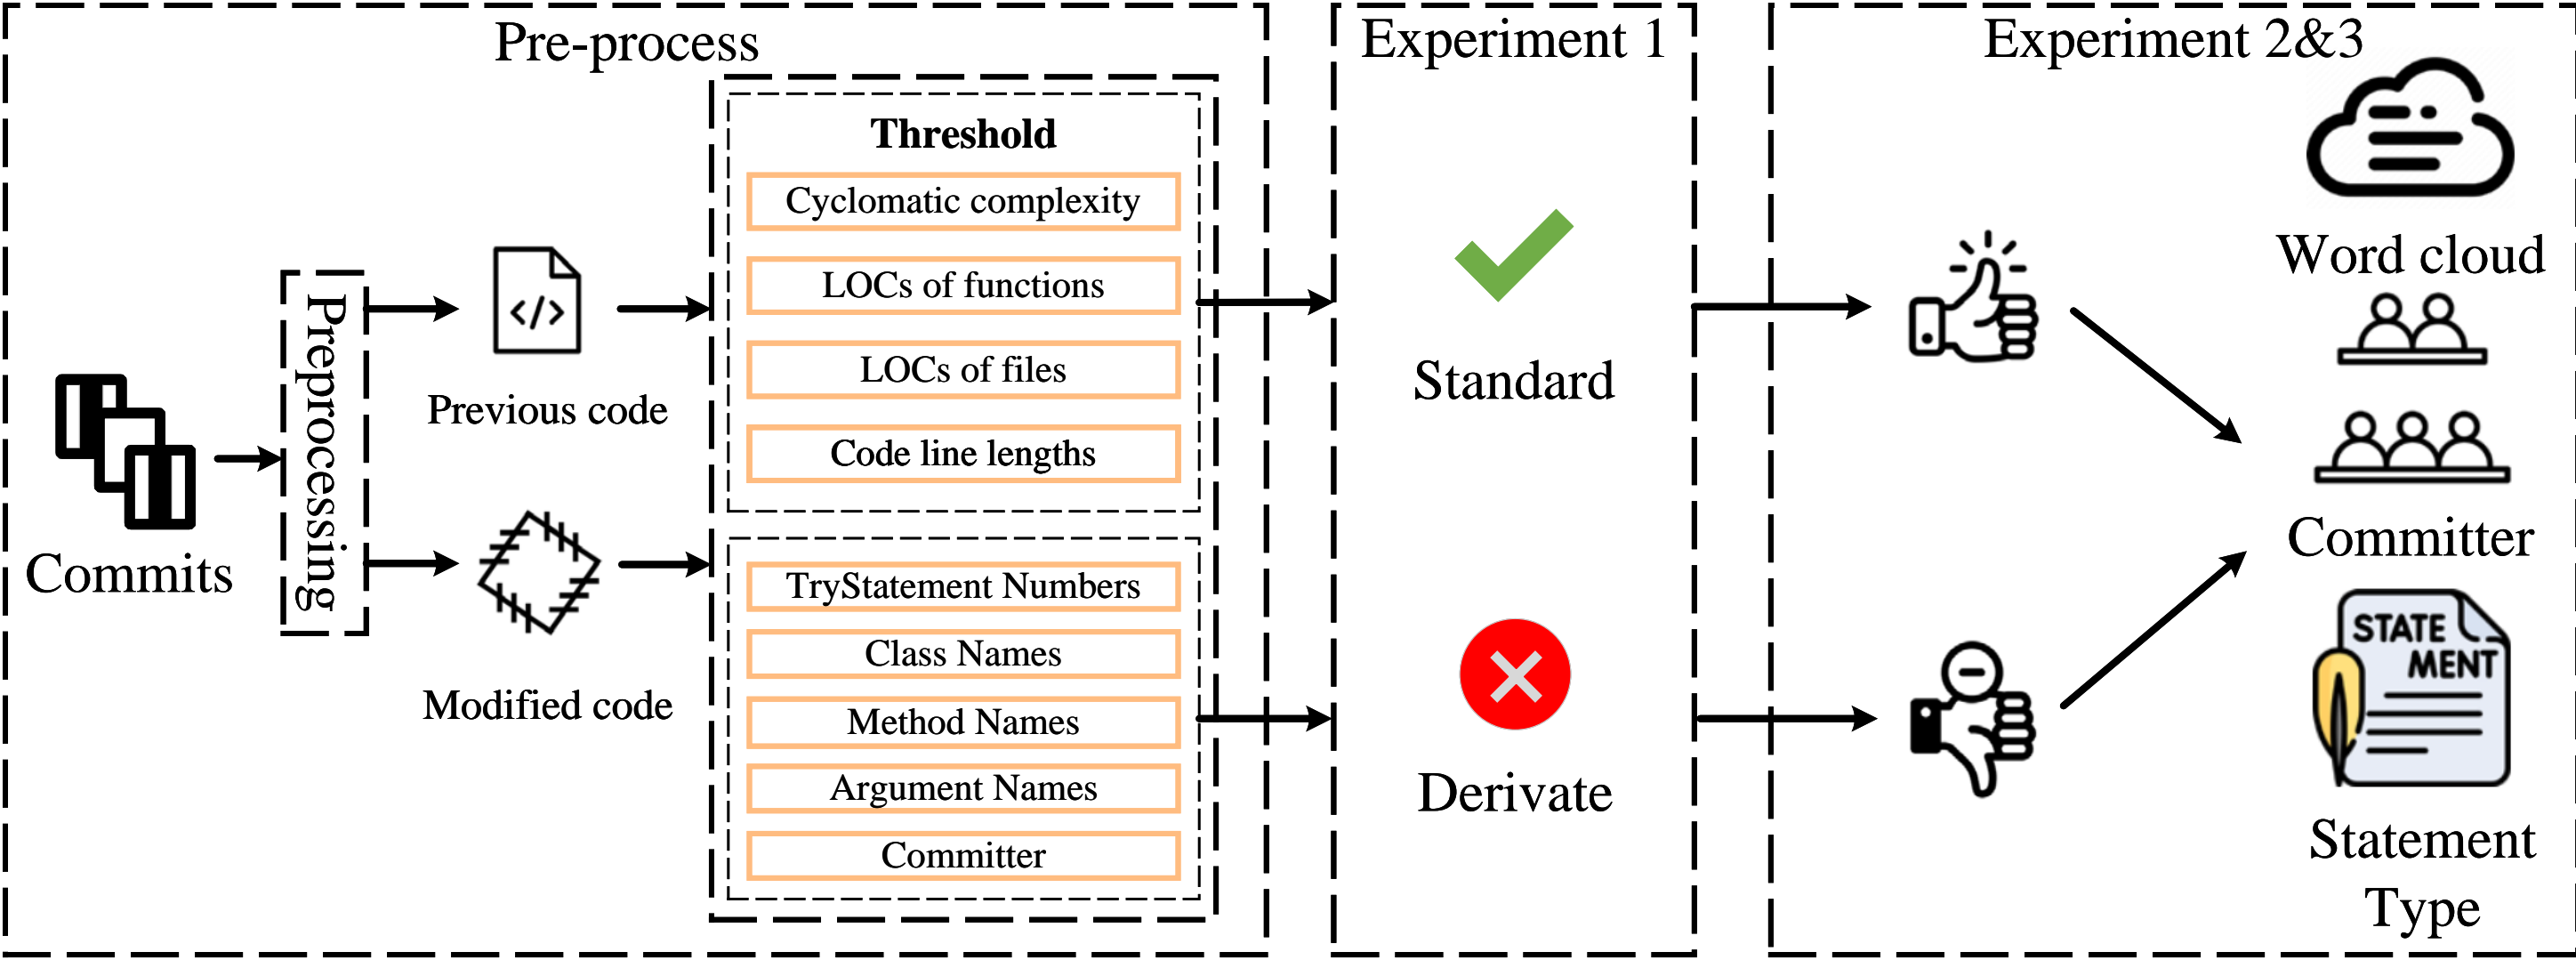 Pre-process
Commits
Preprocessing
</>
Previous code
Modified code
Threshold
Cyclomatic complexity
LOCs of functions
LOCs of files
Code line lengths
TryStatement Numbers
Class Names
Method Names
Argument Names
Committer
Experiment 1
Standard
Derivate
Experiment 2&3
Word cloud
Committer
STATE
MENT
Statement
Type